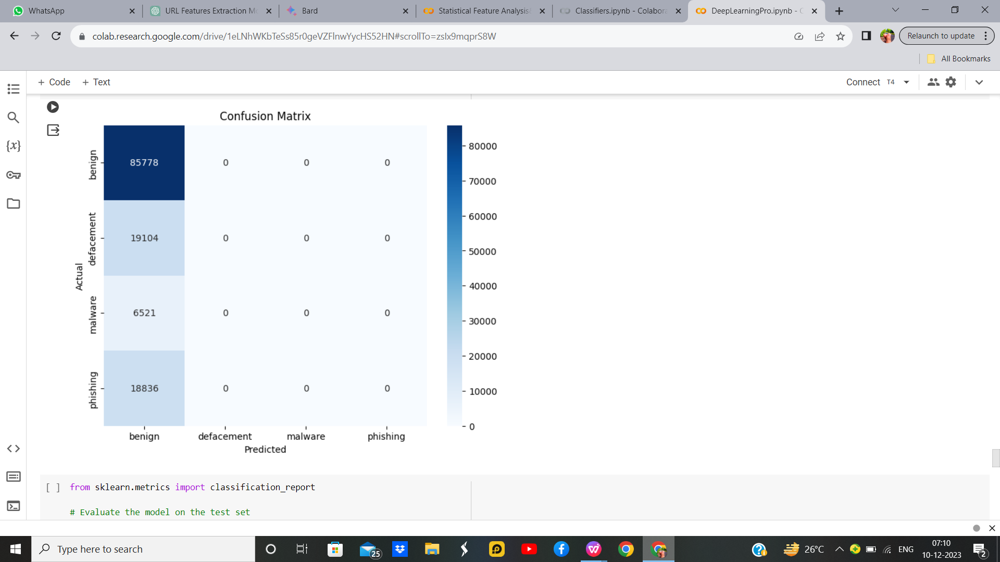 WhatsApp
URL Features Extraction Mo
Bard
Statistical Feature Analysis
Classifiers.ipynb - Colabora
DeepLearningPro.ipynb - C
colab.research.google.com/drive/1eLNhWKbTeSs85r0geVZFlnwYycHS52HN#scrollTo=zsIx9mqprS8W
Relaunch to update
All Bookmarks
+ Code + Text
Connect T4
{x}
Confusion Matrix
Actual
benign
defacement
malware
phishing
85778 0 0 0
19104 0 0 0
6521 0 0 0
18836 0 0 0
benign defacement malware phishing
Predicted
80000
70000
60000
50000
40000
30000
20000
10000
0
[ ] from sklearn.metrics import classification_report
# Evaluate the model on the test set
Type here to search
25
26°C
ENG
07:10
10-12-2023
2